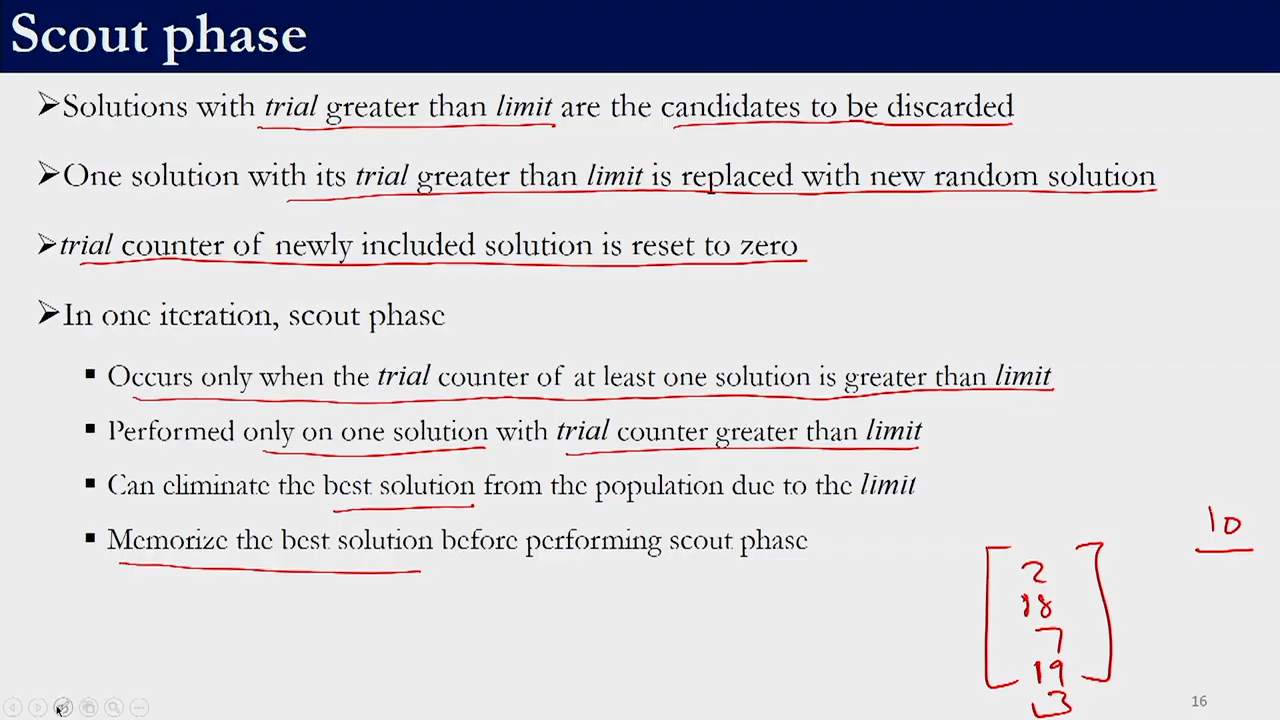 Scout phase
➢Solutions with trial greater than limit are the candidates to be discarded
➢One solution with its trial greater than limit is replaced with new random solution
➢trial counter of newly included solution is reset to zero
➢In one iteration, scout phase
▪ Occurs only when the trial counter of at least one solution is greater than limit
▪ Performed only on one solution with trial counter greater than limit
▪ Can eliminate the best solution from the population due to the limit
▪ Memorize the best solution before performing scout phase
10
2
18
7
19
13
16